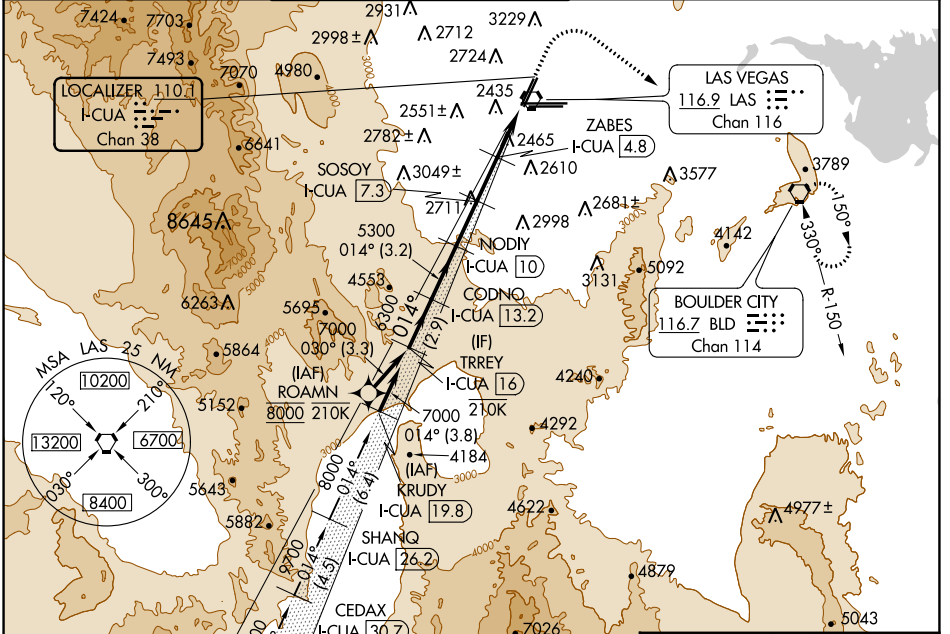 7424
7703
7493
7070
4980
2931
2998±
2712
2724
3229
LOCALIZER 110.1
I-CUA
Chan 38
2551±
2435
2782±
LAS VEGAS
116.9 LAS
Chan 116
6641
3049±
SOSOY
I-CUA 7.3
2711
2465
2610
ZABES
I-CUA 4.8
3577
3789
8645
2998
2681±
150°
330°
R-150
4142
5300
014° (3.2)
NODIY
I-CUA 10
3131
5092
4553
6300
014°
(2.9)
CODNO
I-CUA 13.2
BOULDER CITY
116.7 BLD
Chan 114
6263
5695
7000
030° (3.3)
5864
(IF)
TRREY
I-CUA 16
210K
(IAF)
ROAMN
8000 210K
4240
MSA LAS 25 NM
10200
120°
210°
13200
6700
030°
300°
8400
5152
7000
014° (3.8)
4184
4292
3000
(IAF)
KRUDY
I-CUA 19.8
8000
014°
(6.4)
5643
5882
4622
4977±
SHANQ
I-CUA 26.2
9700
014°
(4.5)
4000
4879
CEDAX
I-CUA 30.7
7026
5043